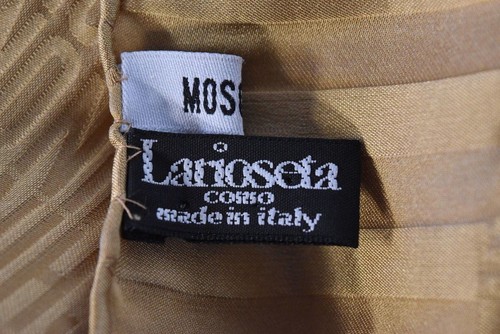 MOS
Larioseta
como
made in italy